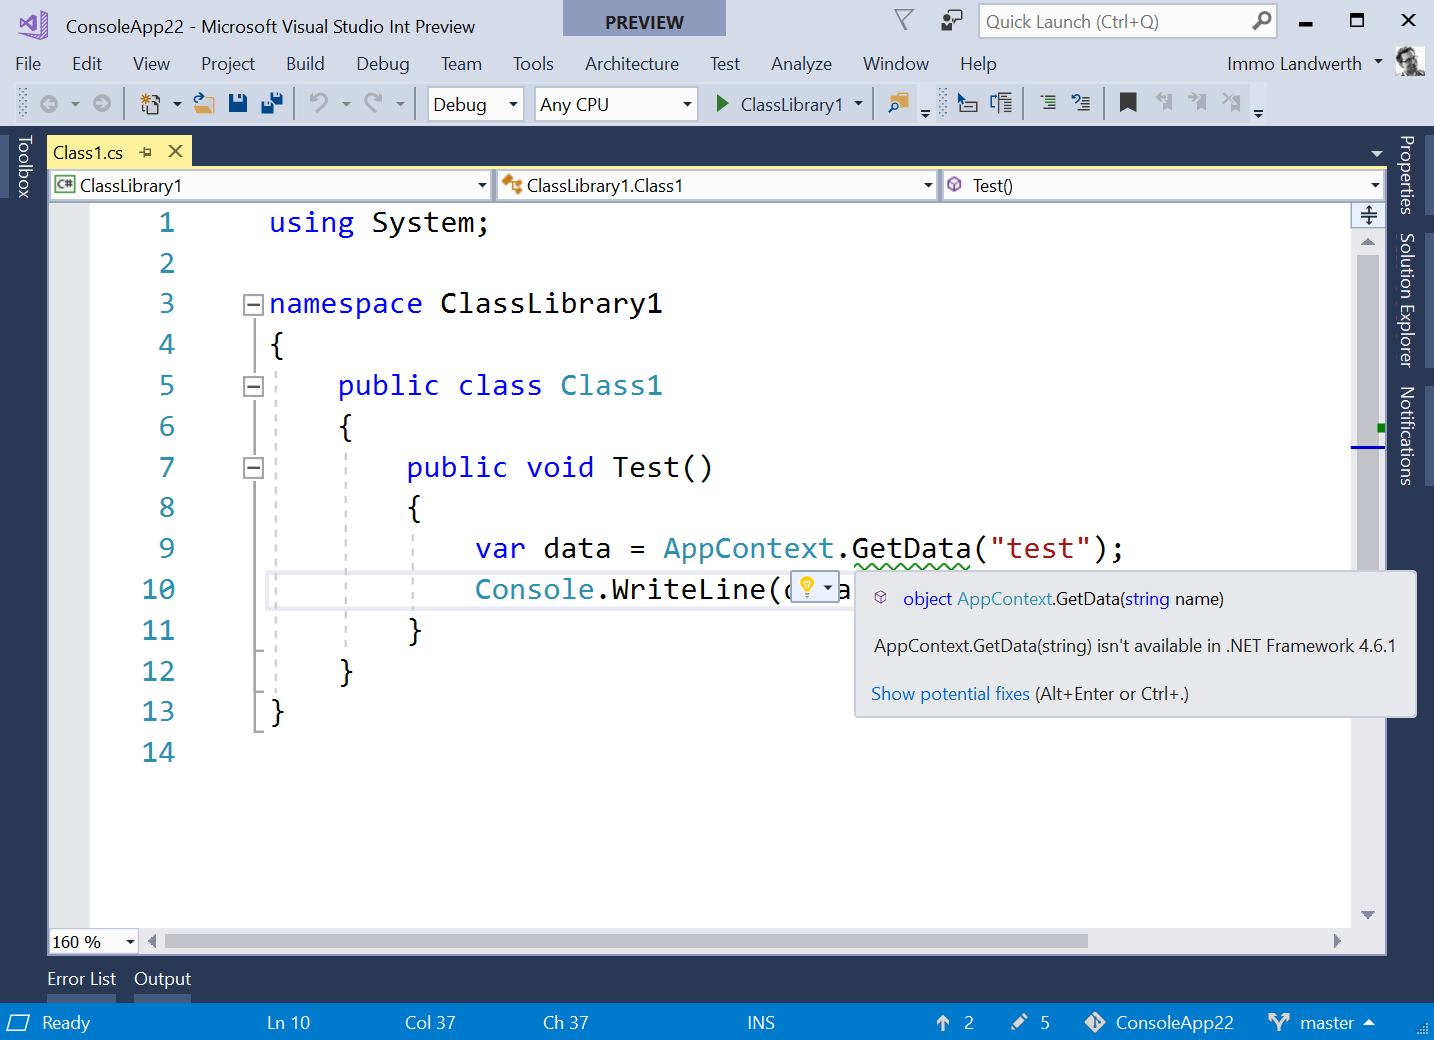 ConsoleApp22 - Microsoft Visual Studio Int Preview
PREVIEW
Quick Launch (Ctrl+Q)
File Edit View Project Build Debug Team Tools Architecture Test Analyze Window Help
Immo Landwerth
Debug
Any CPU
ClassLibrary1
Toolbox
Class1.cs
C# ClassLibrary1
ClassLibrary1.Class1
Test()
Properties
Solution Explorer
Notifications
1 using System;
2
3 namespace ClassLibrary1
4 {
5 public class Class1
6 {
7 public void Test()
8 {
9 var data = AppContext.GetData("test");
10 Console.WriteLine(
11 }
12 }
13 }
14
object AppContext.GetData(string name)
AppContext.GetData(string) isn't available in .NET Framework 4.6.1
Show potential fixes (Alt+Enter or Ctrl+.)
160 %
Error List Output
Ready Ln 10 Col 37 Ch 37 INS 2 5 ConsoleApp22 master